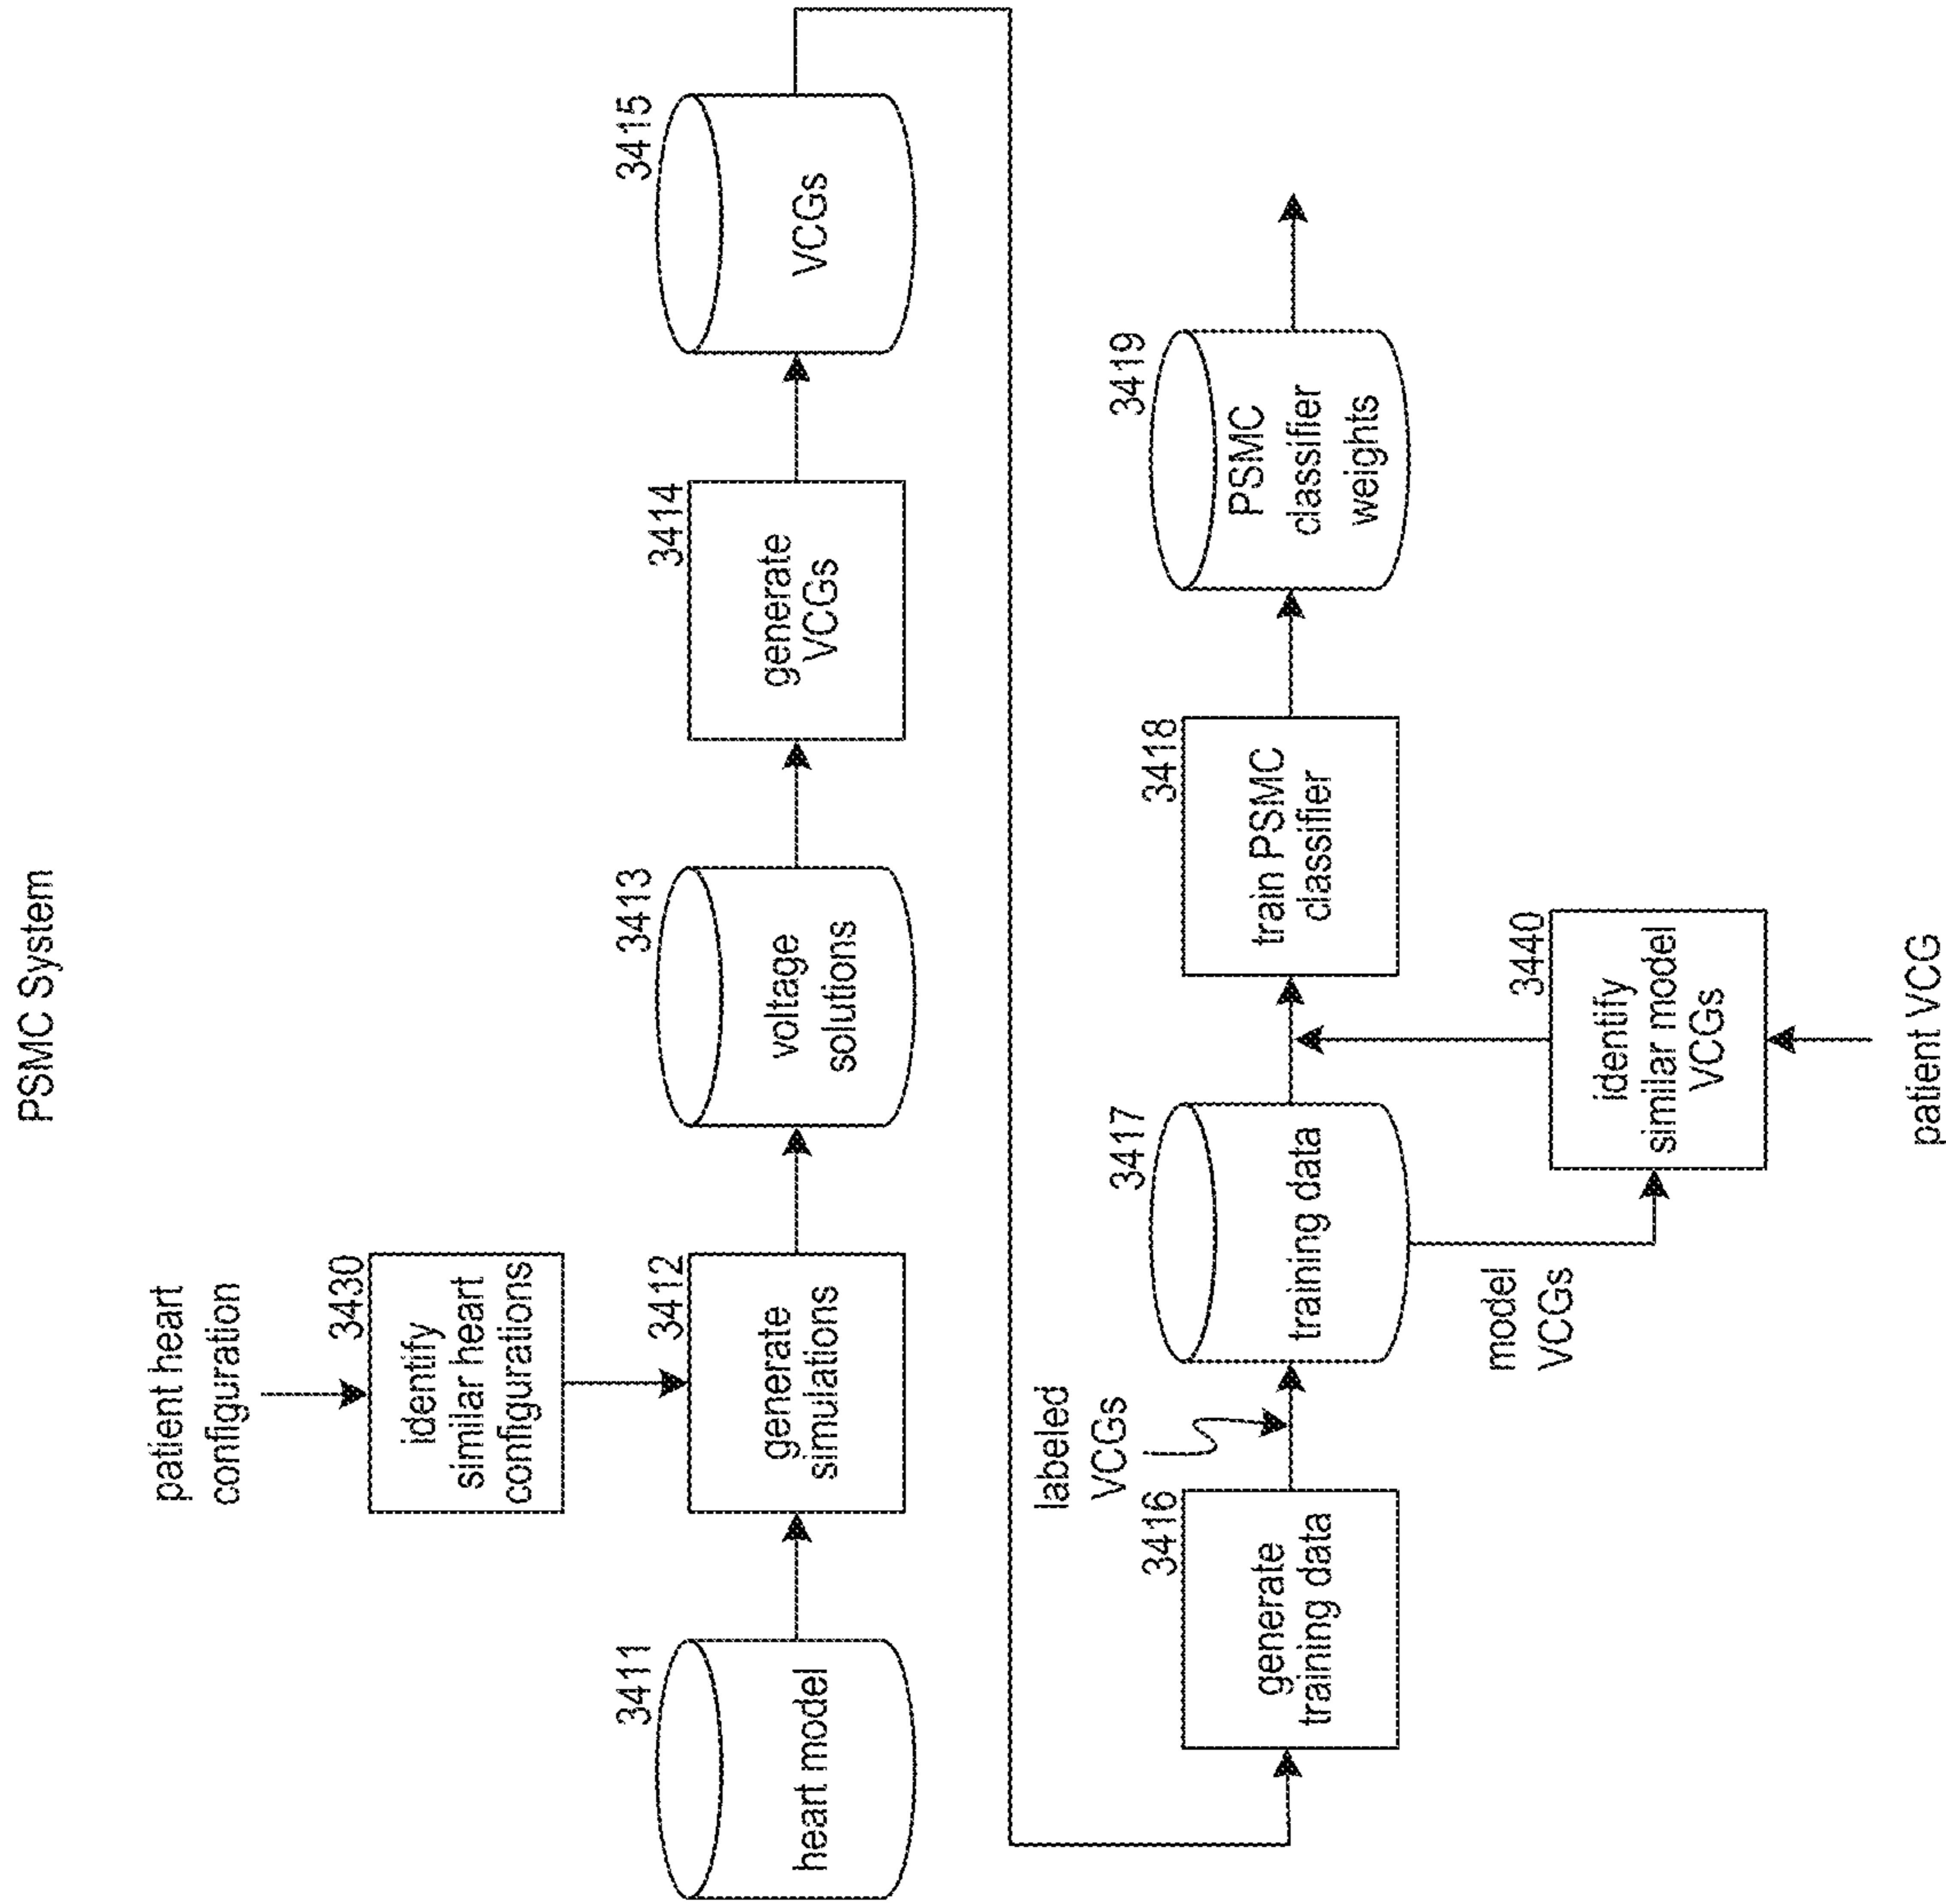 PSMC System
patient heart
configuration
3430
identify
similar heart
configurations
3411
heart model
3412
generate
simulations
3413
voltage
solutions
3414
generate
VCGs
3415
VCGs
3416
generate
training data
labeled
VCGs
3417
training data
model
VCGs
3418
train PSMC
classifier
3419
PSMC
classifier
weights
3440
identify
similar model
VCGs
patient VCG